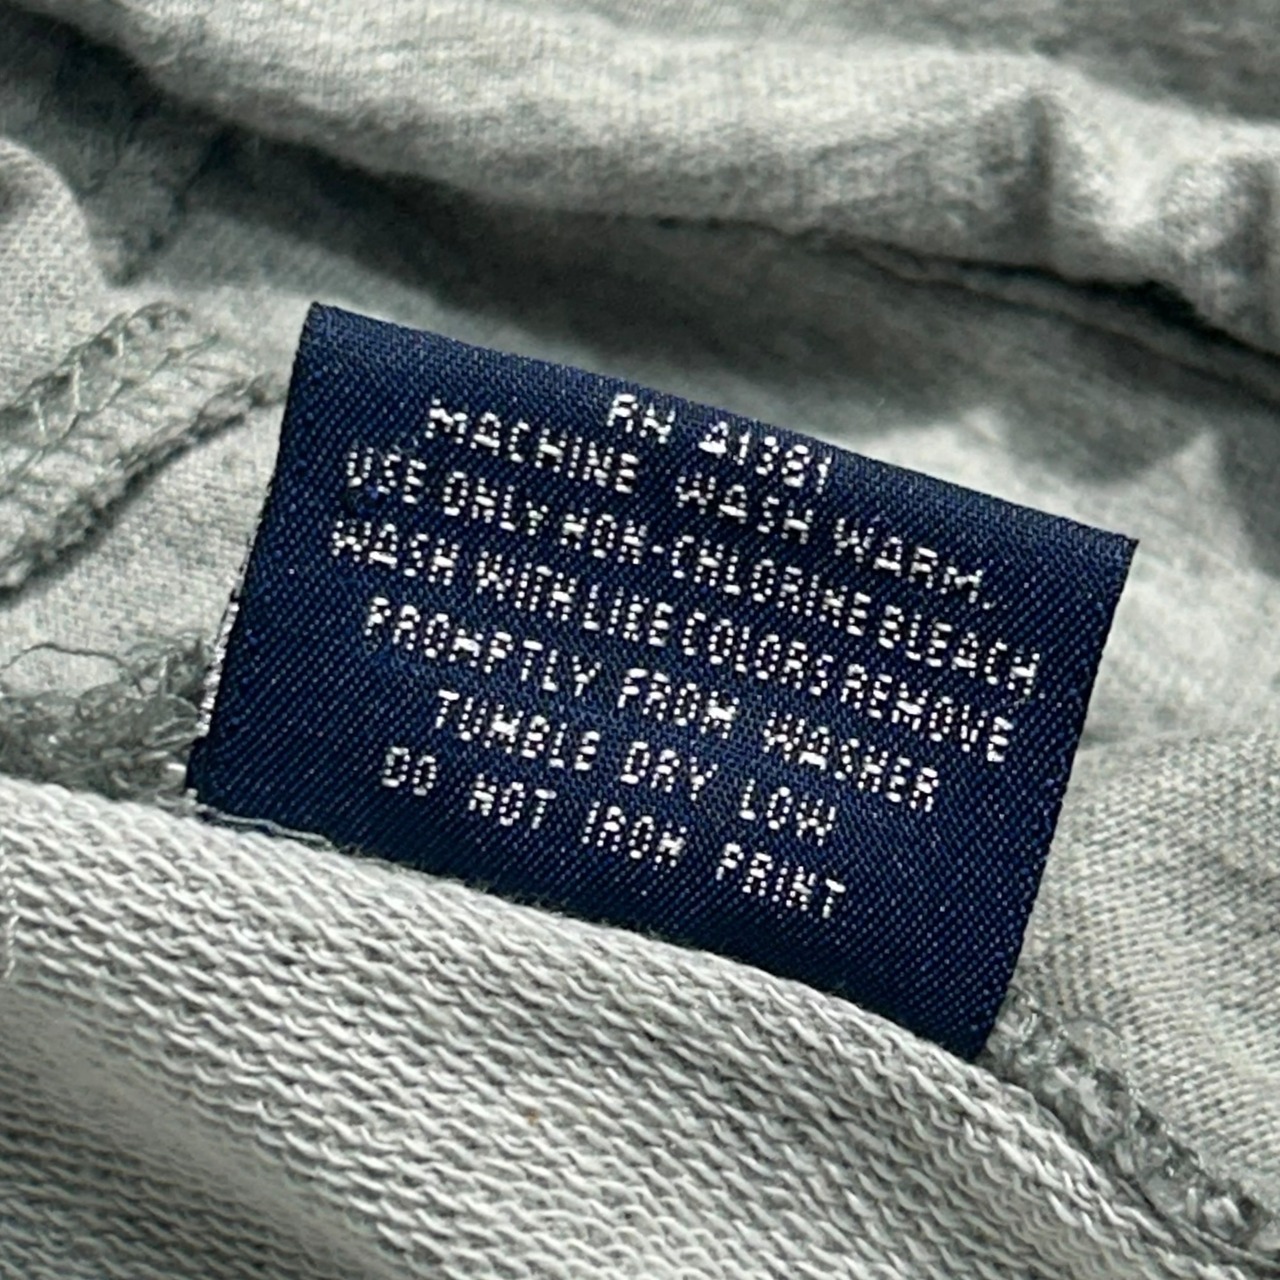 RN 41381
MACHINE WASH WARM.
USE ONLY NON-CHLORINE BLEACH
WASH WITH LIKE COLORS REMOVE
PROMPTLY FROM WASHER
TUMBLE DRY LOW
DO NOT IRON PRINT